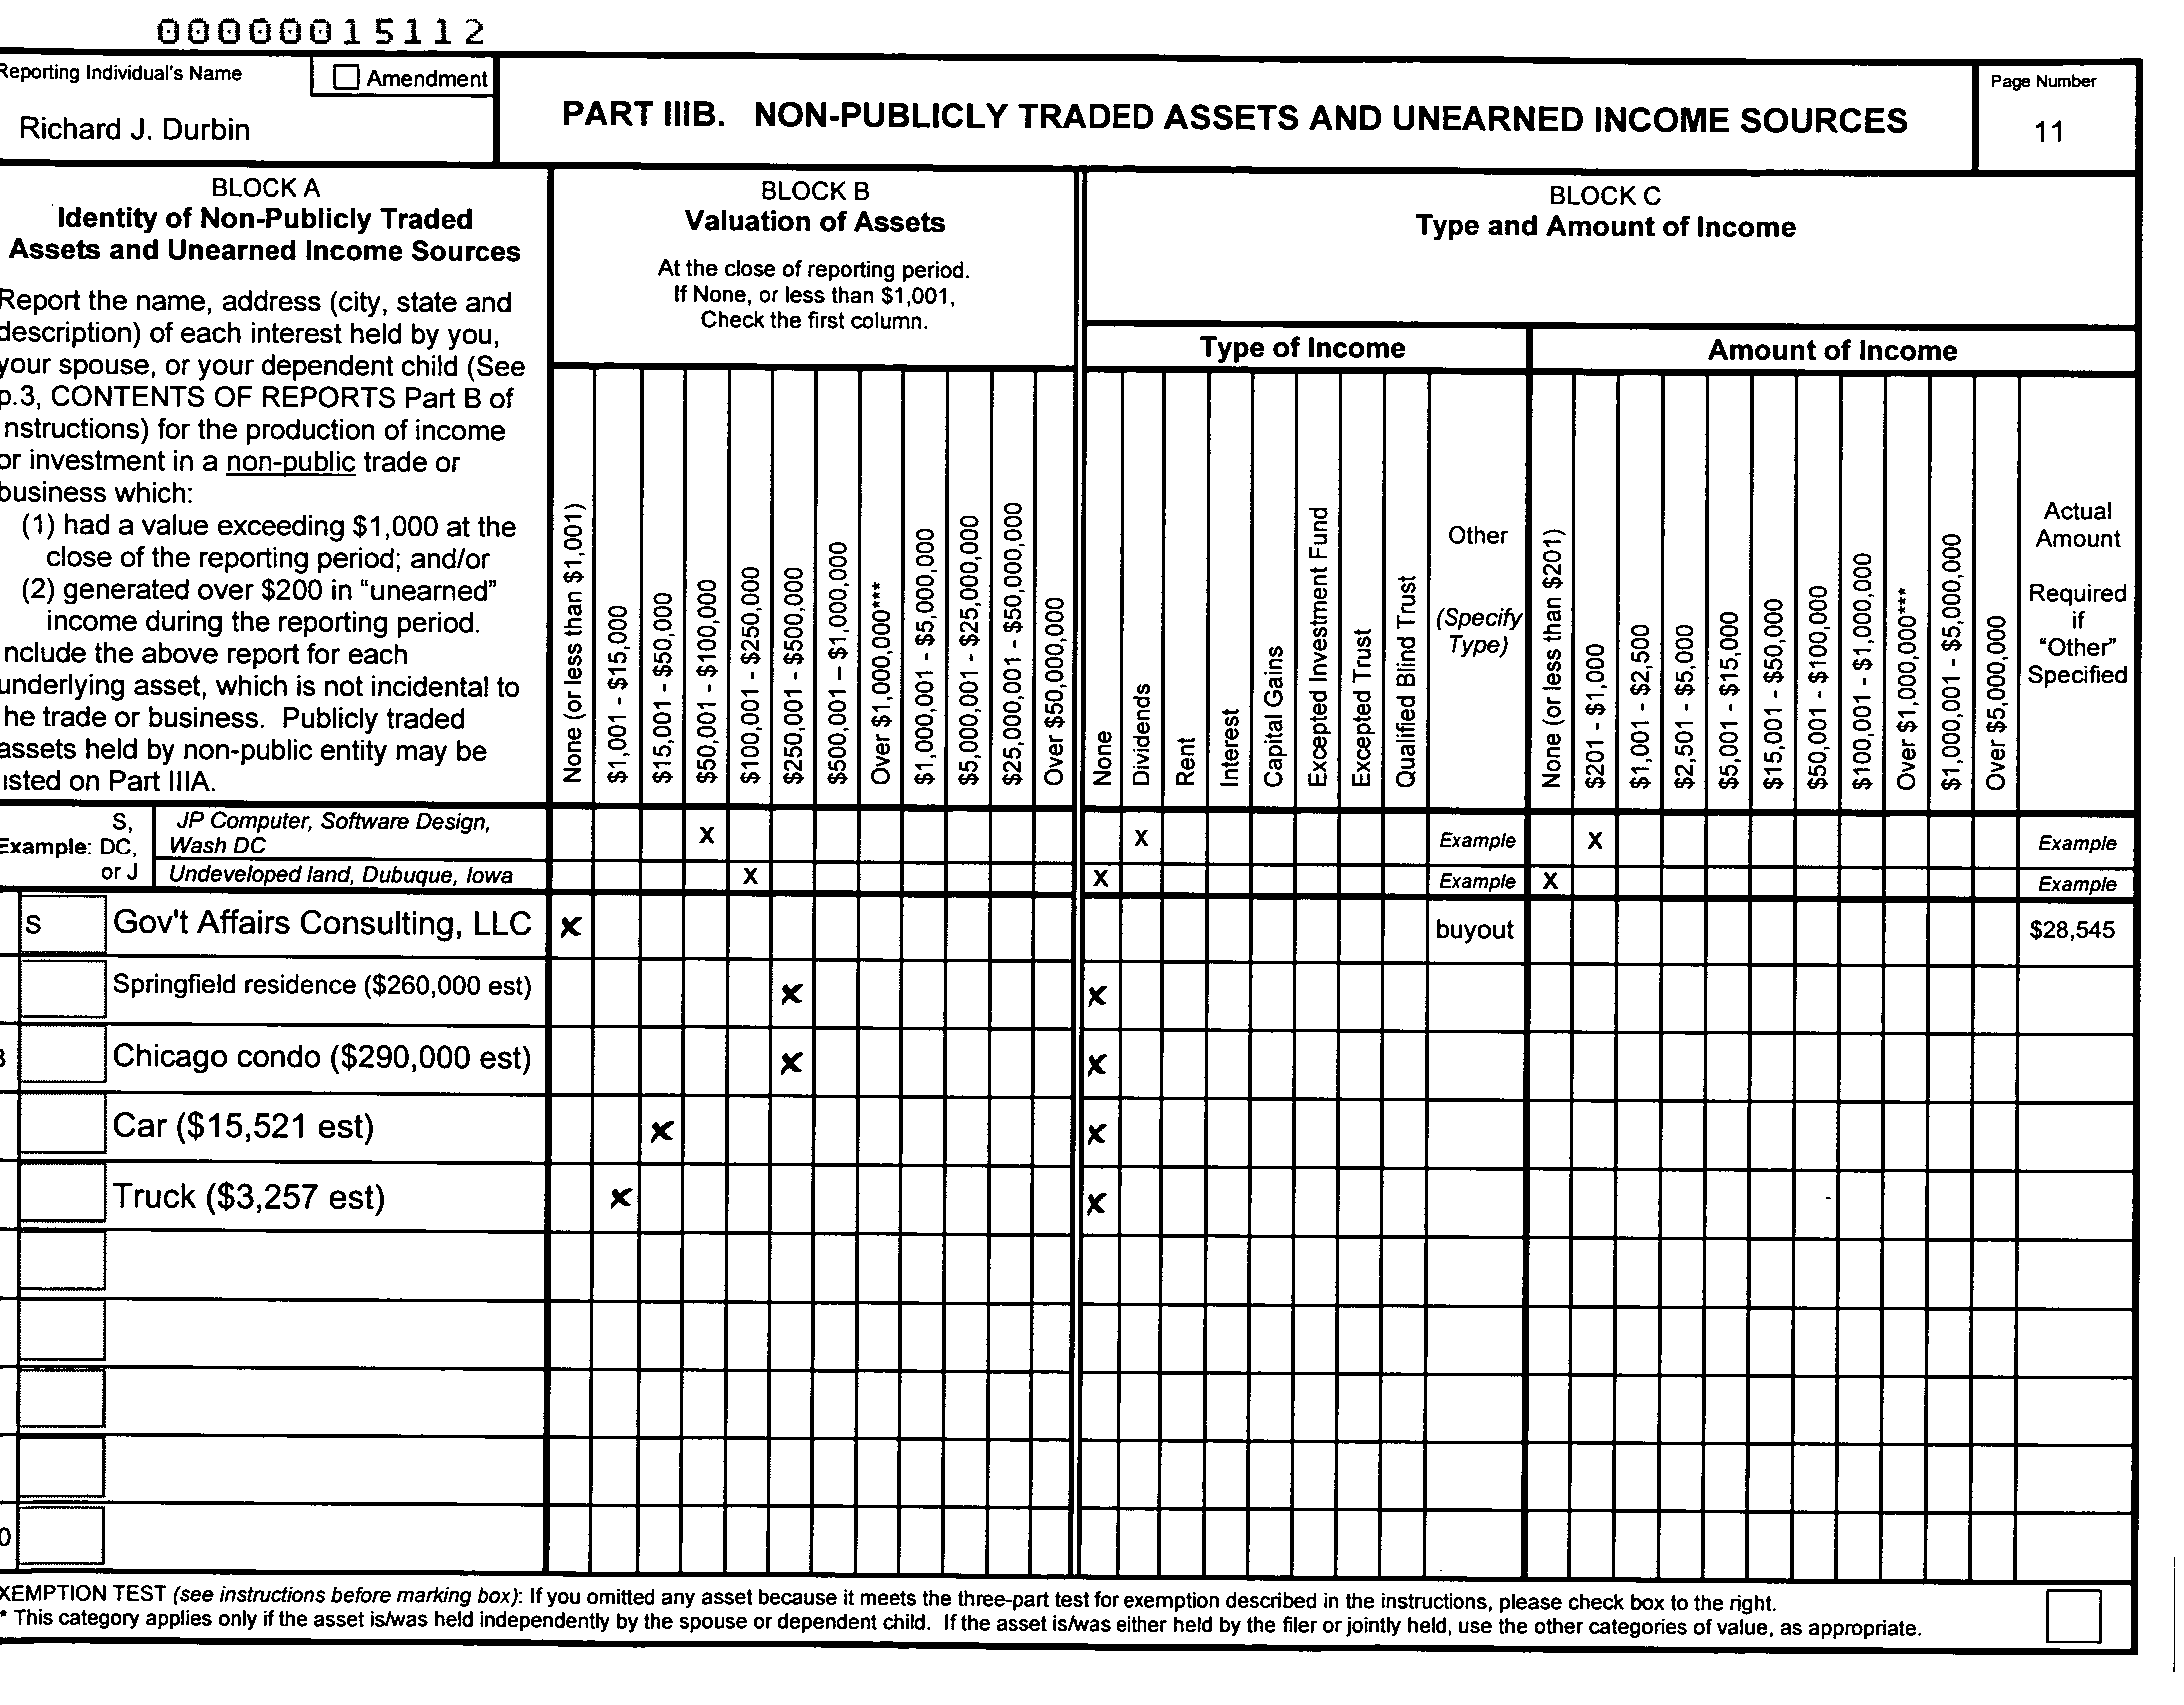 00000015112
Reporting Individual's Name
Amendment
Richard J. Durbin
PART IIIB. NON-PUBLICLY TRADED ASSETS AND UNEARNED INCOME SOURCES
Page Number
11
BLOCK A
Identity of Non-Publicly Traded
Assets and Unearned Income Sources
Report the name, address (city, state and
description) of each interest held by you,
your spouse, or your dependent child (See
p.3, CONTENTS OF REPORTS Part B of
nstructions) for the production of income
or investment in a non-public trade or
business which:
(1) had a value exceeding $1,000 at the
close of the reporting period; and/or
(2) generated over $200 in "unearned"
income during the reporting period.
nclude the above report for each
underlying asset, which is not incidental to
he trade or business. Publicly traded
assets held by non-public entity may be
isted on Part IIIA.
BLOCK B
Valuation of Assets
At the close of reporting period.
If None, or less than $1,001,
Check the first column.
None (or less than $1,001)
$1,001 - $15,000
$15,001 - $50,000
$50,001 - $100,000
$100,001 - $250,000
$250,001 - $500,000
$500,001 – $1,000,000
Over $1,000,000***
$1,000,001 - $5,000,000
$5,000,001 - $25,000,000
$25,000,001 - $50,000,000
Over $50,000,000
BLOCK C
Type and Amount of Income
Type of Income
None
Dividends
Rent
Interest
Capital Gains
Excepted Investment Fund
Excepted Trust
Qualified Blind Trust
Other
(Specify
Type)
Amount of Income
None (or less than $201)
$201 - $1,000
$1,001 - $2,500
$2,501 - $5,000
$5,001 - $15,000
$15,001 - $50,000
$50,001 - $100,000
$100,001 - $1,000,000
Over $1,000,000***
$1,000,001 - $5,000,000
Over $5,000,000
Actual
Amount
Required
if
"Other"
Specified
Example: S, DC, or J
JP Computer, Software Design,
Wash DC X X Example X Example
Undeveloped land, Dubuque, Iowa X X Example X Example
S Gov't Affairs Consulting, LLC X buyout $28,545
Springfield residence ($260,000 est) X X
3 Chicago condo ($290,000 est) X X
Car ($15,521 est) X X
Truck ($3,257 est) X X
0
XEMPTION TEST (see instructions before marking box): If you omitted any asset because it meets the three-part test for exemption described in the instructions, please check box to the right.
* This category applies only if the asset is/was held independently by the spouse or dependent child. If the asset is/was either held by the filer or jointly held, use the other categories of value, as appropriate.